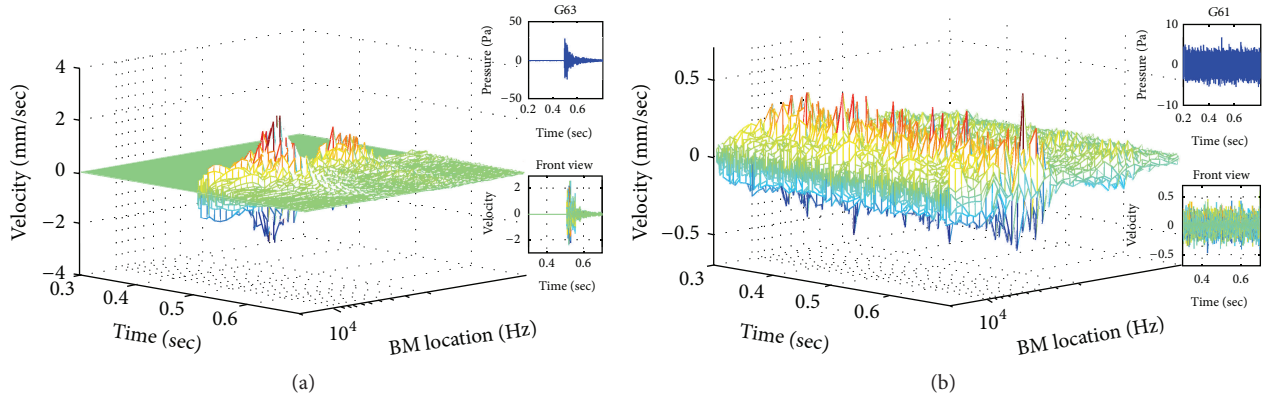 G63
50
0
−50
0.2 0.4 0.6
Pressure (Pa)
Time (sec)
Front view
2
0
−2
0.4 0.6
Velocity
Time (sec)
4
2
0
−2
−4
Velocity (mm/sec)
0.3
0.4
0.5
0.6
Time (sec)
10⁴
BM location (Hz)
(a)
G61
10
0
−10
0.2 0.4 0.6
Pressure (Pa)
Time (sec)
Front view
0.5
0
−0.5
0.4 0.6
Velocity
Time (sec)
0.5
0
−0.5
Velocity (mm/sec)
0.3
0.4
0.5
0.6
Time (sec)
10⁴
BM location (Hz)
(b)